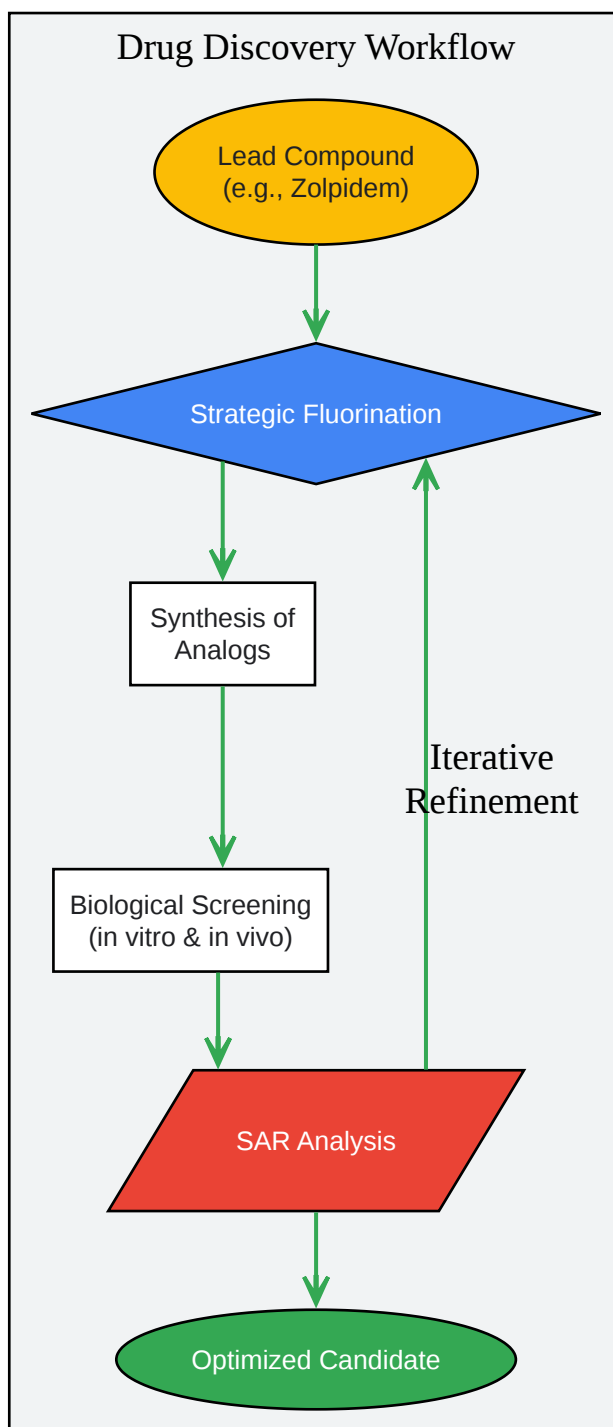 Drug Discovery Workflow
Lead Compound
(e.g., Zolpidem)
Strategic Fluorination
Synthesis of
Analogs
Iterative
Refinement
Biological Screening
(in vitro & in vivo)
SAR Analysis
Optimized Candidate